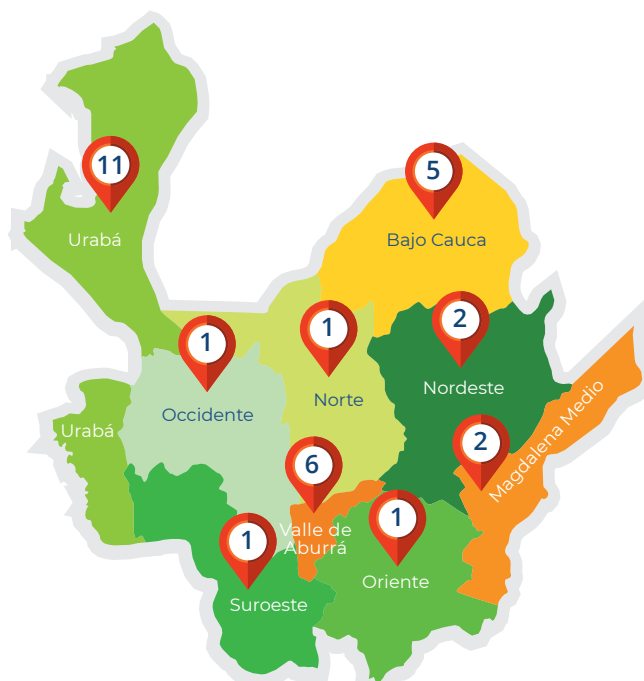 11
Urabá
5
Bajo Cauca
1
Occidente
1
Norte
2
Nordeste
Urabá
2
Magdalena Medio
6
Valle de
Aburrá
1
Oriente
1
Suroeste